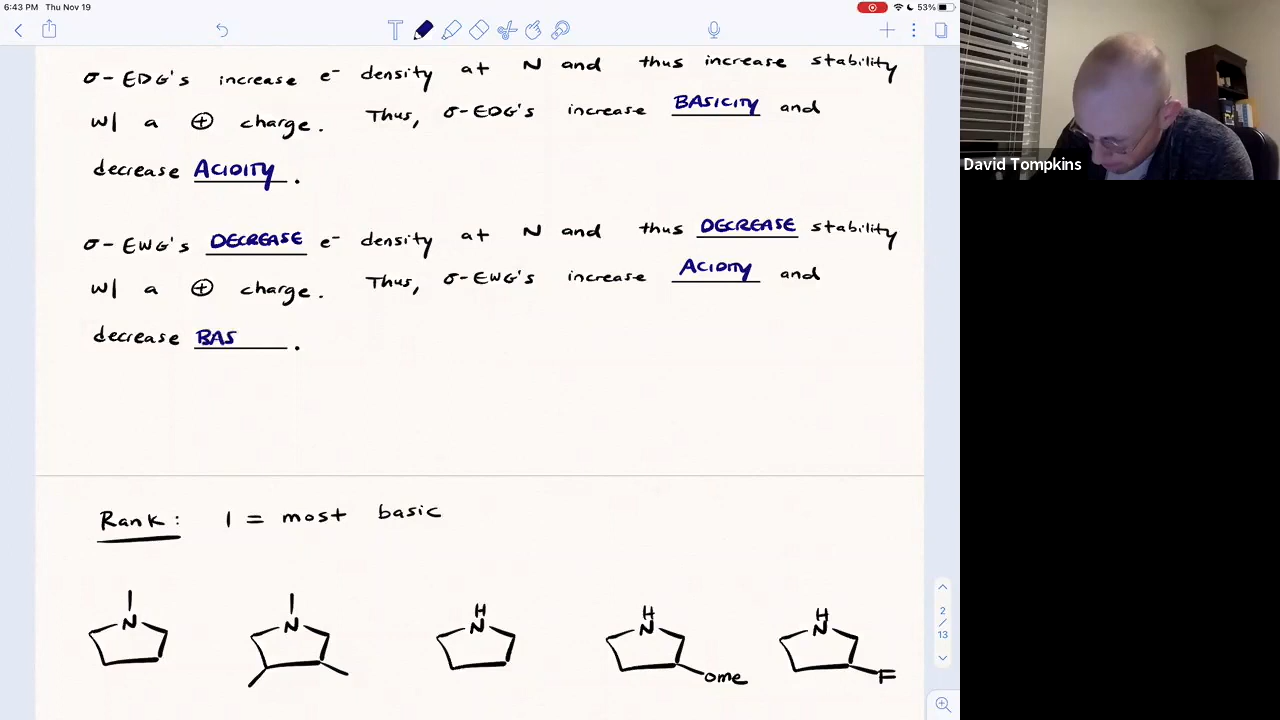 6:43 PM Thu Nov 19
53%
T
σ-EDG's increase e⁻ density at N and thus increase stability
w/ a ⊕ charge. Thus, σ-EDG's increase BASICITY and
decrease ACIDITY.
David Tompkins
σ-EWG's DECREASE e⁻ density at N and thus DECREASE stability
w/ a ⊕ charge. Thus, σ-EWG's increase ACIDITY and
decrease BAS .
Rank: 1 = most basic
2
/
13
H H H
N N N N N
OMe F